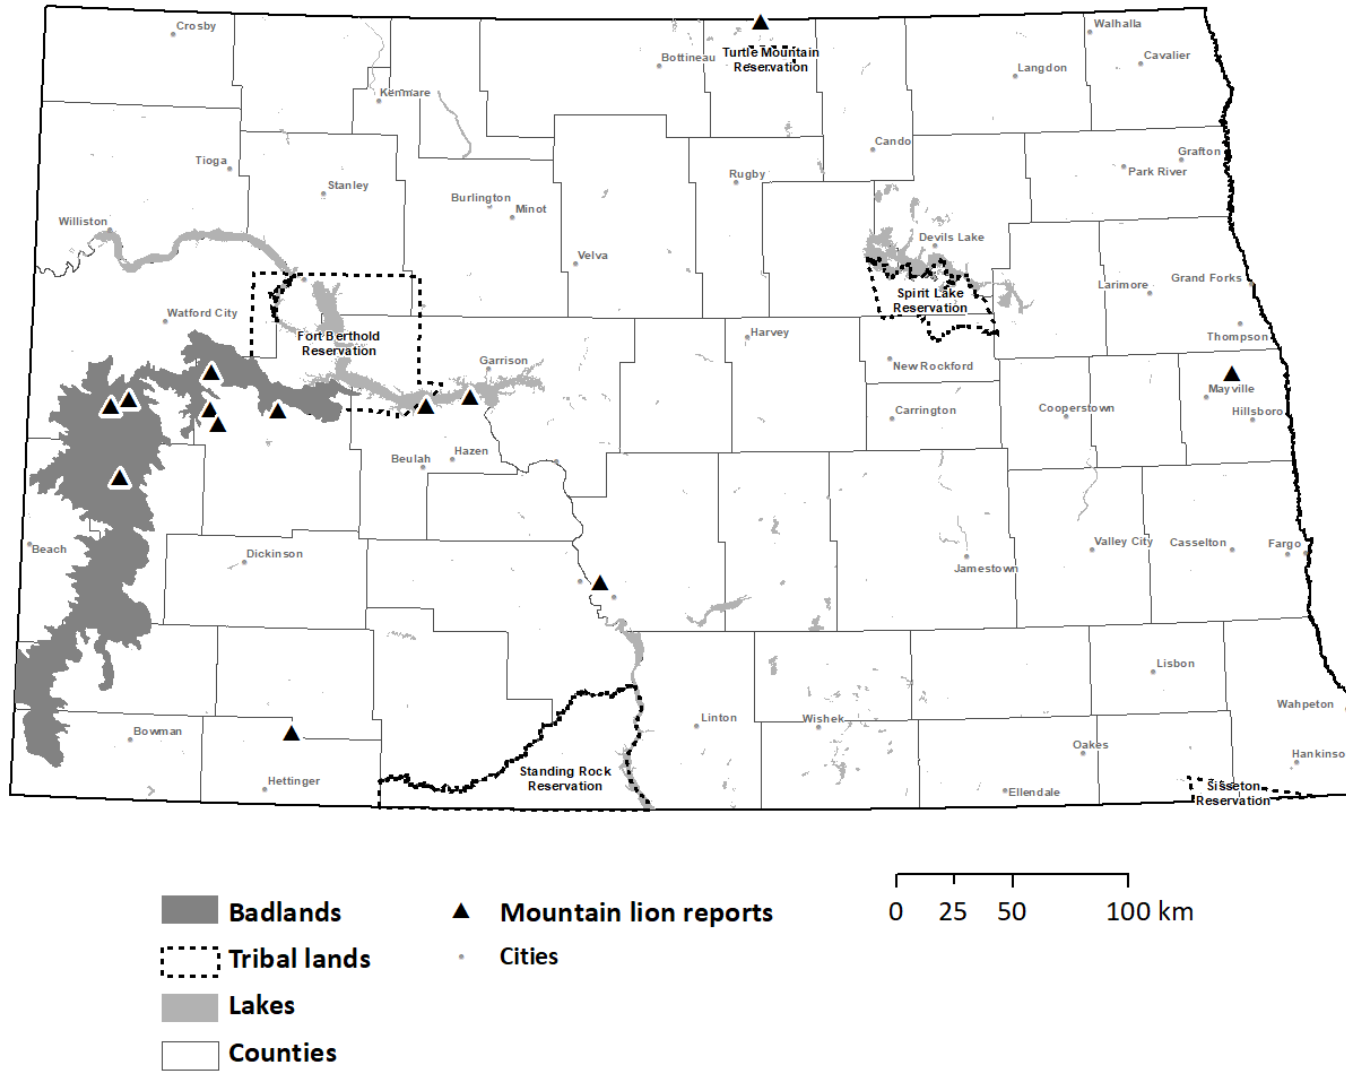 Crosby
Walhalla
Cavalier
Bottineau
Turtle Mountain
Reservation
Langdon
Kenmare
Cando
Grafton
Park River
Tioga
Stanley
Rugby
Burlington
Minot
Williston
Devils Lake
Velva
Grand Forks
Larimore
Spirit Lake
Reservation
Watford City
Fort Berthold
Reservation
Harvey
Thompson
Garrison
New Rockford
Mayville
Carrington
Cooperstown
Hillsboro
Beulah
Hazen
Beach
Dickinson
Valley City
Casselton
Fargo
Jamestown
Lisbon
Bowman
Linton
Wishek
Wahpeton
Oakes
Hankinso
Hettinger
Standing Rock
Reservation
Ellendale
Sisseton
Reservation
Badlands
Mountain lion reports
0 25 50 100 km
Tribal lands
Cities
Lakes
Counties